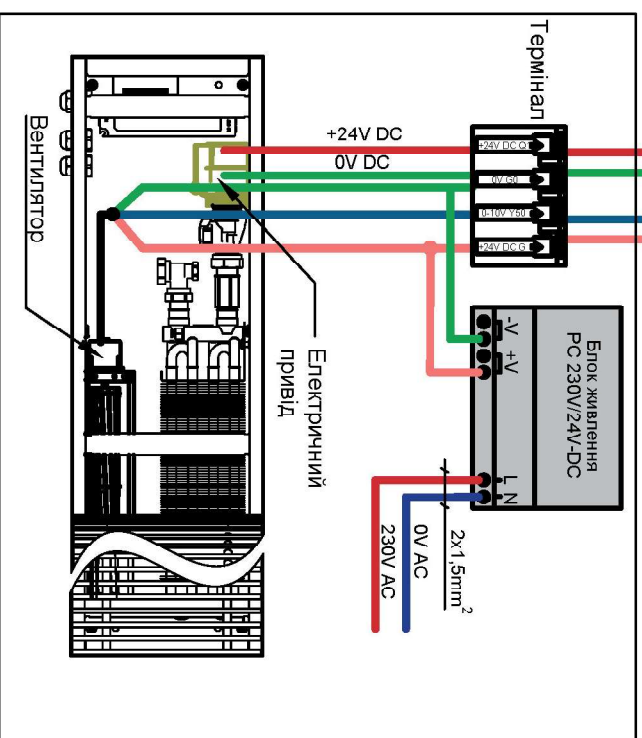 Термінал
+24V DC
0V DC
+24V DC Q
0V G0
0-10V Y50
+24V DC G
Вентилятор
Електричний
привід
Блок живлення
PC 230V/24V-DC
-V
+V
L
N
2x1,5mm²
0V AC
230V AC